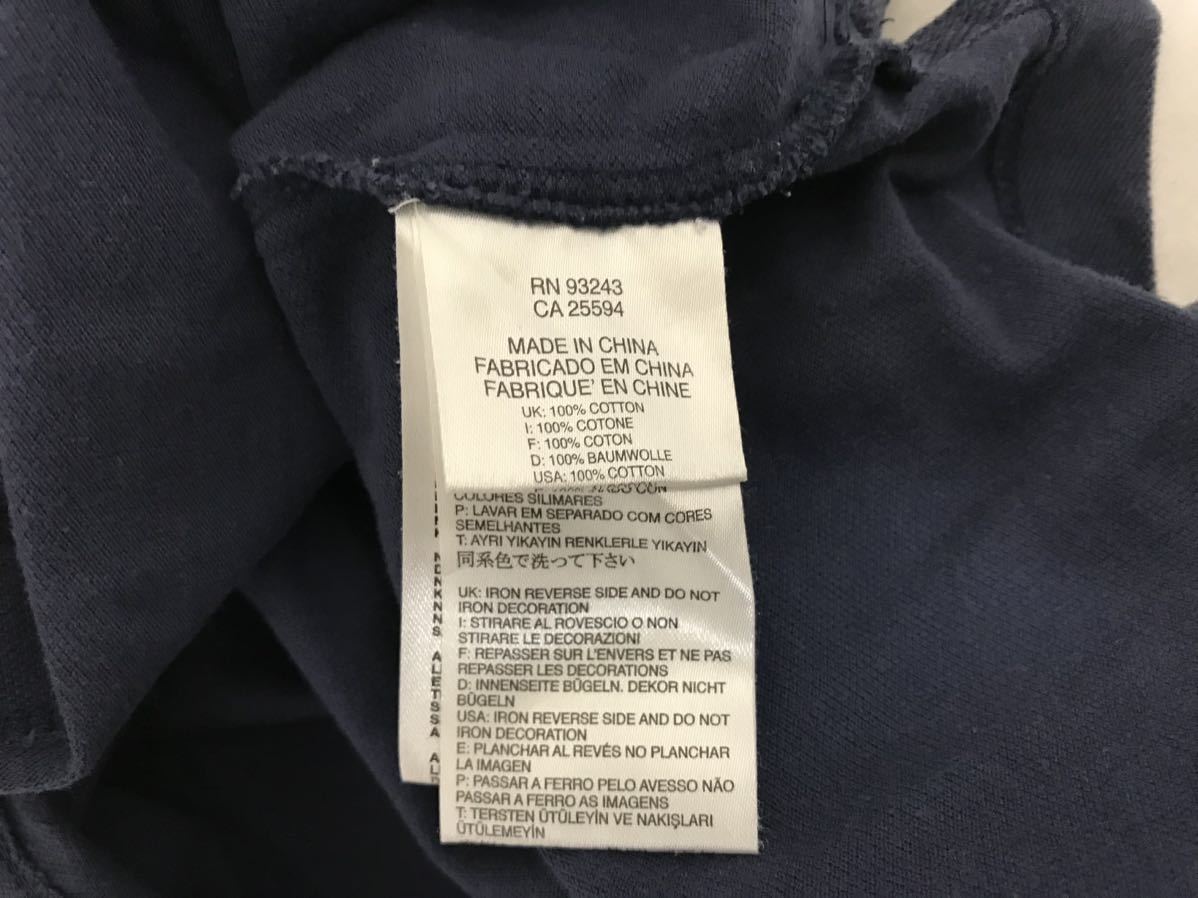 RN 93243
CA 25594
MADE IN CHINA
FABRICADO EM CHINA
FABRIQUE' EN CHINE
UK: 100% COTTON
I: 100% COTONE
F: 100% COTON
D: 100% BAUMWOLLE
USA: 100% COTTON
COLORES SILIMARES
P: LAVAR EM SEPARADO COM CORES
SEMELHANTES
T: AYRI YIKAYIN RENKLERLE YIKAYIN
同系色で洗って下さい
UK: IRON REVERSE SIDE AND DO NOT
IRON DECORATION
I: STIRARE AL ROVESCIO O NON
STIRARE LE DECORAZIONI
F: REPASSER SUR L'ENVERS ET NE PAS
REPASSER LES DECORATIONS
D: INNENSEITE BÜGELN. DEKOR NICHT
BÜGELN
USA: IRON REVERSE SIDE AND DO NOT
IRON DECORATION
E: PLANCHAR AL REVÉS NO PLANCHAR
LA IMAGEN
P: PASSAR A FERRO PELO AVESSO NÃO
PASSAR A FERRO AS IMAGENS
T: TERSTEN ÜTÜLEYİN VE NAKIŞLARI
ÜTÜLEMEYİN